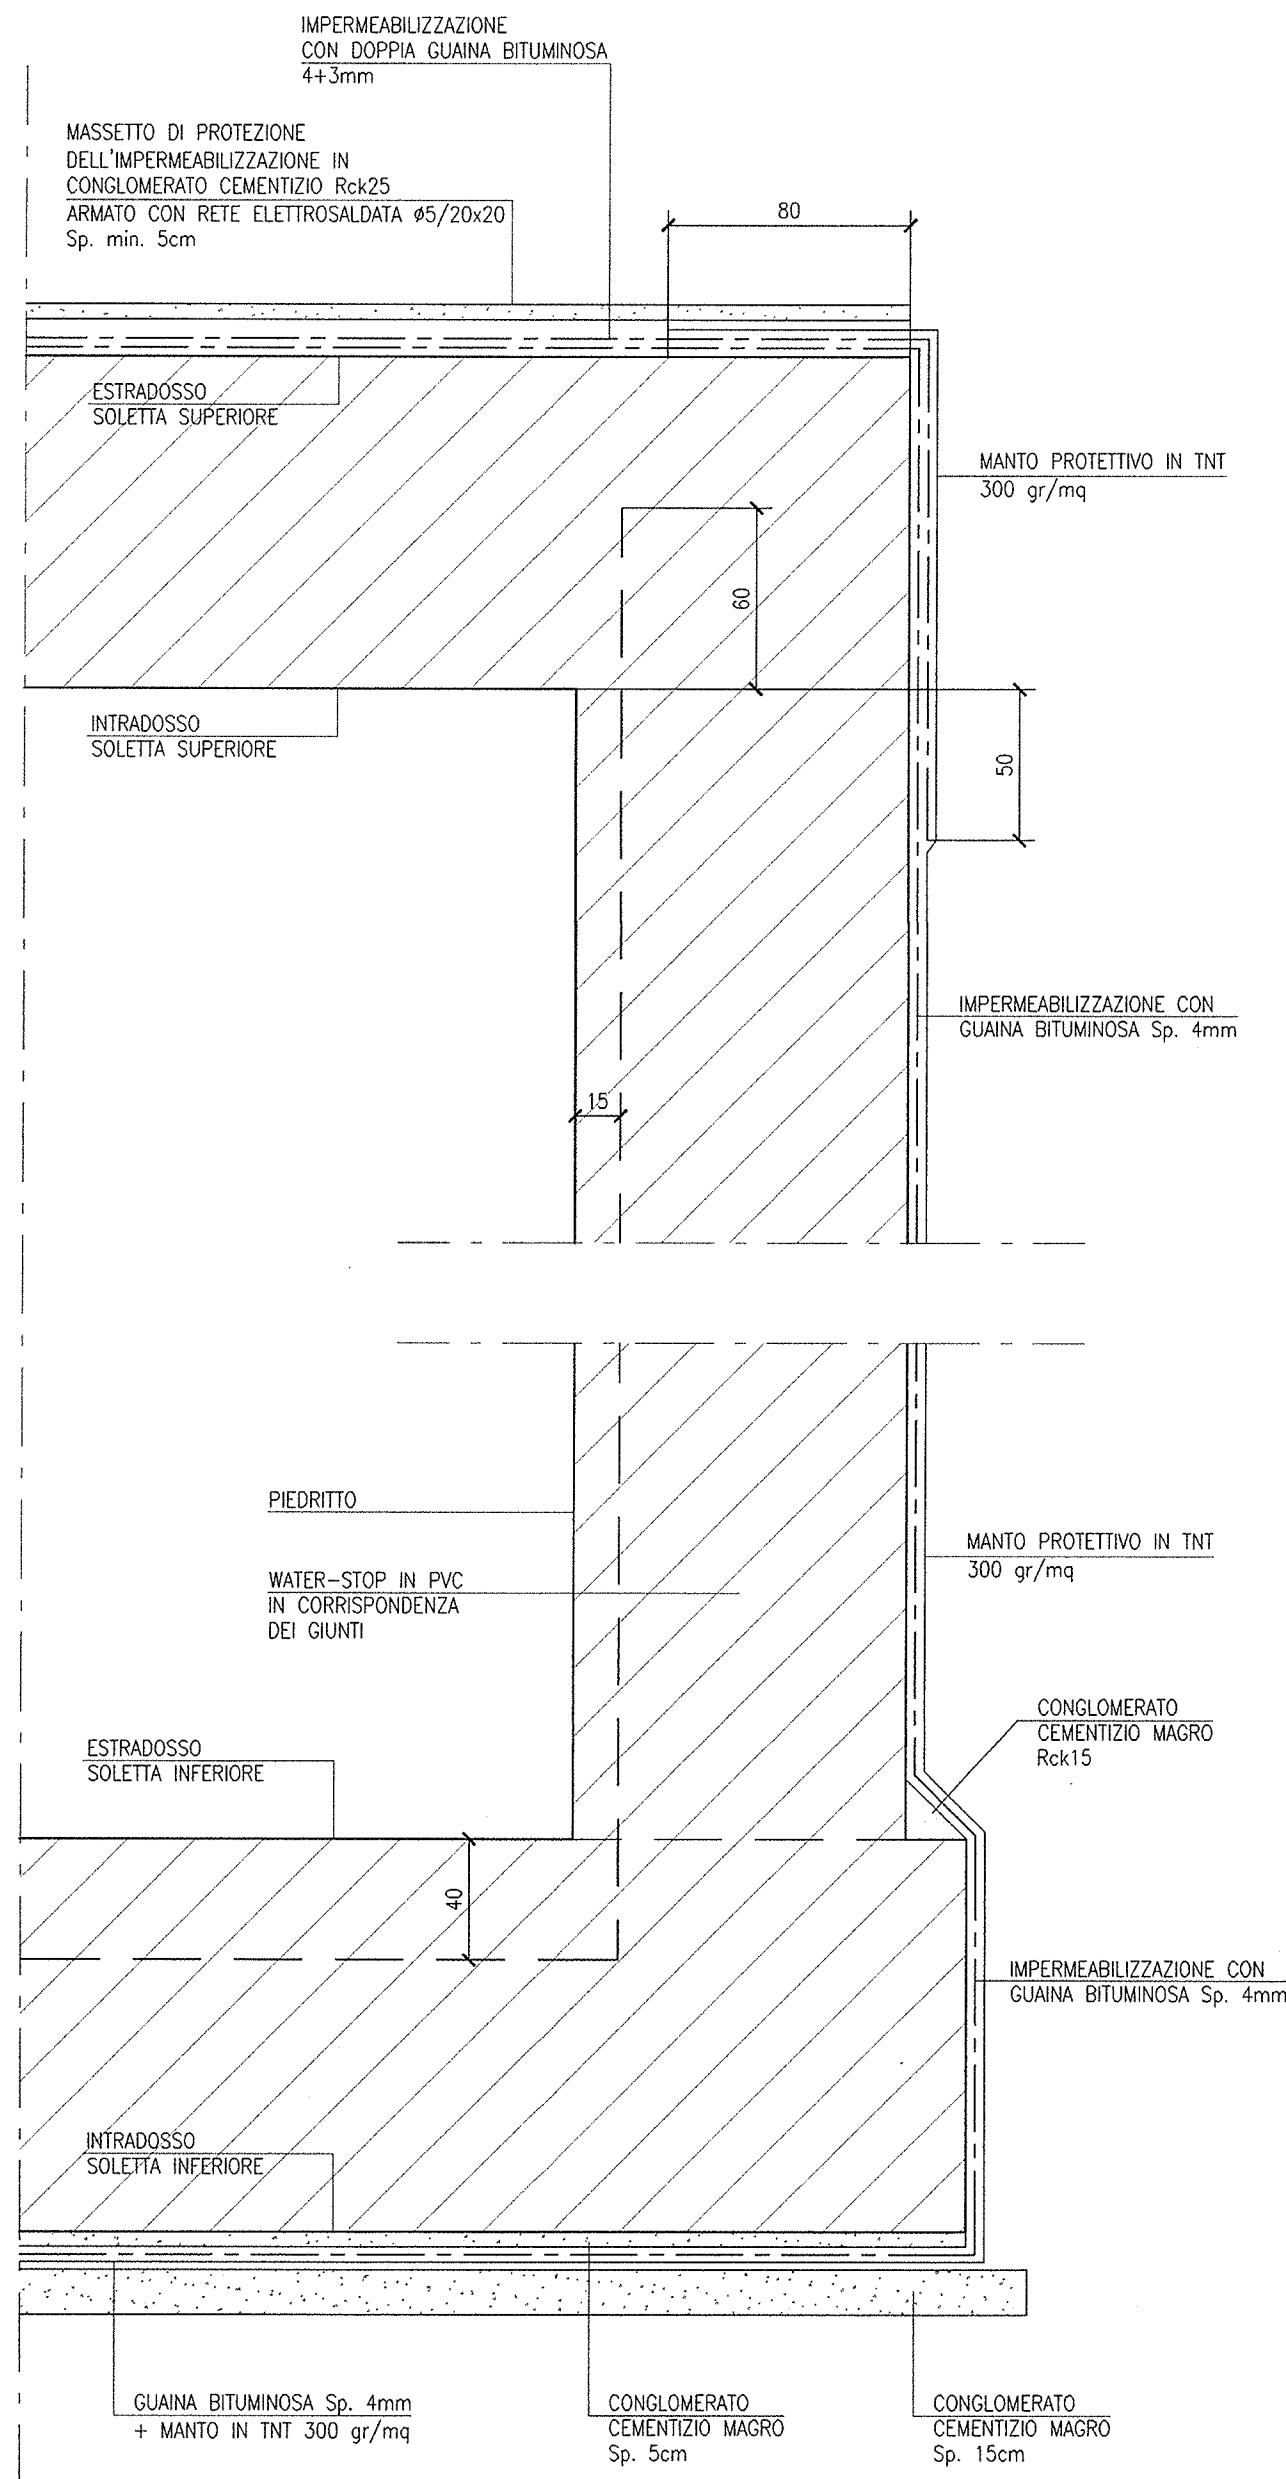 IMPERMEABILIZZAZIONE
CON DOPPIA GUAINA BITUMINOSA
4+3mm
MASSETTO DI PROTEZIONE
DELL'IMPERMEABILIZZAZIONE IN
CONGLOMERATO CEMENTIZIO Rck25
ARMATO CON RETE ELETTROSALDATA ø5/20x20
Sp. min. 5cm
80
ESTRADOSSO
SOLETTA SUPERIORE
MANTO PROTETTIVO IN TNT
300 gr/mq
60
INTRADOSSO
SOLETTA SUPERIORE
50
IMPERMEABILIZZAZIONE CON
GUAINA BITUMINOSA Sp. 4mm
15
PIEDRITTO
MANTO PROTETTIVO IN TNT
300 gr/mq
WATER-STOP IN PVC
IN CORRISPONDENZA
DEI GIUNTI
CONGLOMERATO
CEMENTIZIO MAGRO
Rck15
ESTRADOSSO
SOLETTA INFERIORE
40
IMPERMEABILIZZAZIONE CON
GUAINA BITUMINOSA Sp. 4mm
INTRADOSSO
SOLETTA INFERIORE
GUAINA BITUMINOSA Sp. 4mm
+ MANTO IN TNT 300 gr/mq
CONGLOMERATO
CEMENTIZIO MAGRO
Sp. 5cm
CONGLOMERATO
CEMENTIZIO MAGRO
Sp. 15cm